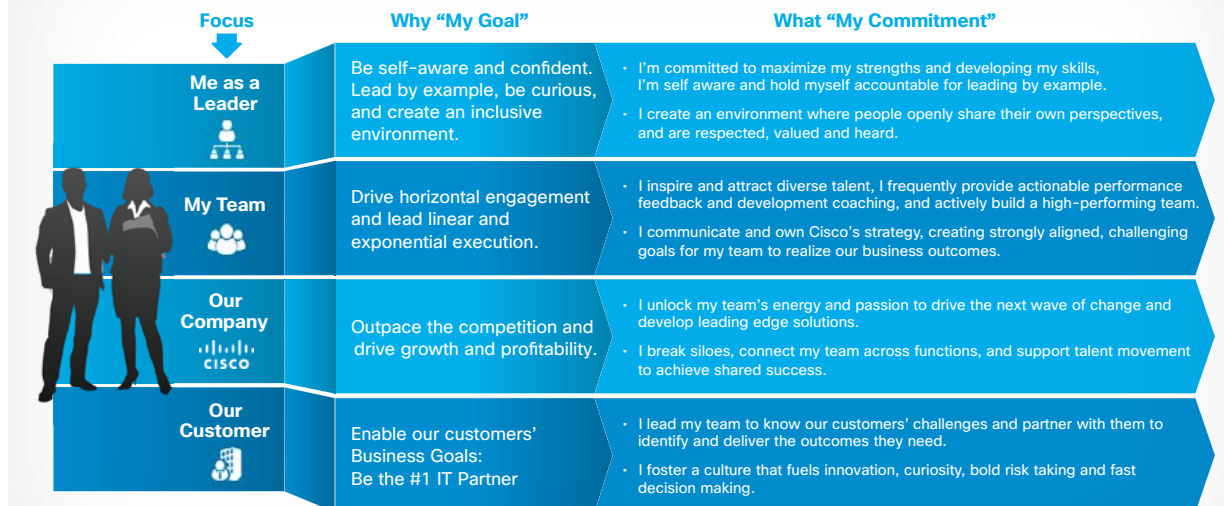 Focus
Why “My Goal”
What “My Commitment”
Me as a
Leader
Be self-aware and confident.
Lead by example, be curious,
and create an inclusive
environment.
· I’m committed to maximize my strengths and developing my skills,
I’m self aware and hold myself accountable for leading by example.
· I create an environment where people openly share their own perspectives,
and are respected, valued and heard.
My Team
Drive horizontal engagement
and lead linear and
exponential execution.
· I inspire and attract diverse talent, I frequently provide actionable performance
feedback and development coaching, and actively build a high-performing team.
· I communicate and own Cisco’s strategy, creating strongly aligned, challenging
goals for my team to realize our business outcomes.
Our
Company
CISCO
Outpace the competition and
drive growth and profitability.
· I unlock my team’s energy and passion to drive the next wave of change and
develop leading edge solutions.
· I break siloes, connect my team across functions, and support talent movement
to achieve shared success.
Our
Customer
Enable our customers’
Business Goals:
Be the #1 IT Partner
· I lead my team to know our customers’ challenges and partner with them to
identify and deliver the outcomes they need.
· I foster a culture that fuels innovation, curiosity, bold risk taking and fast
decision making.